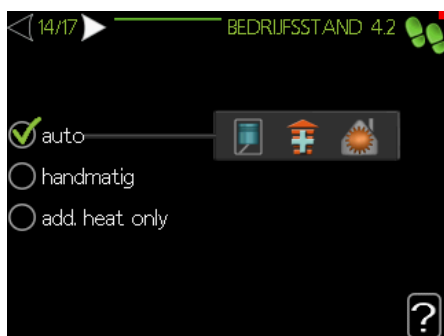 14/17 BEDRIJFSSTAND 4.2
auto
handmatig
add. heat only
?